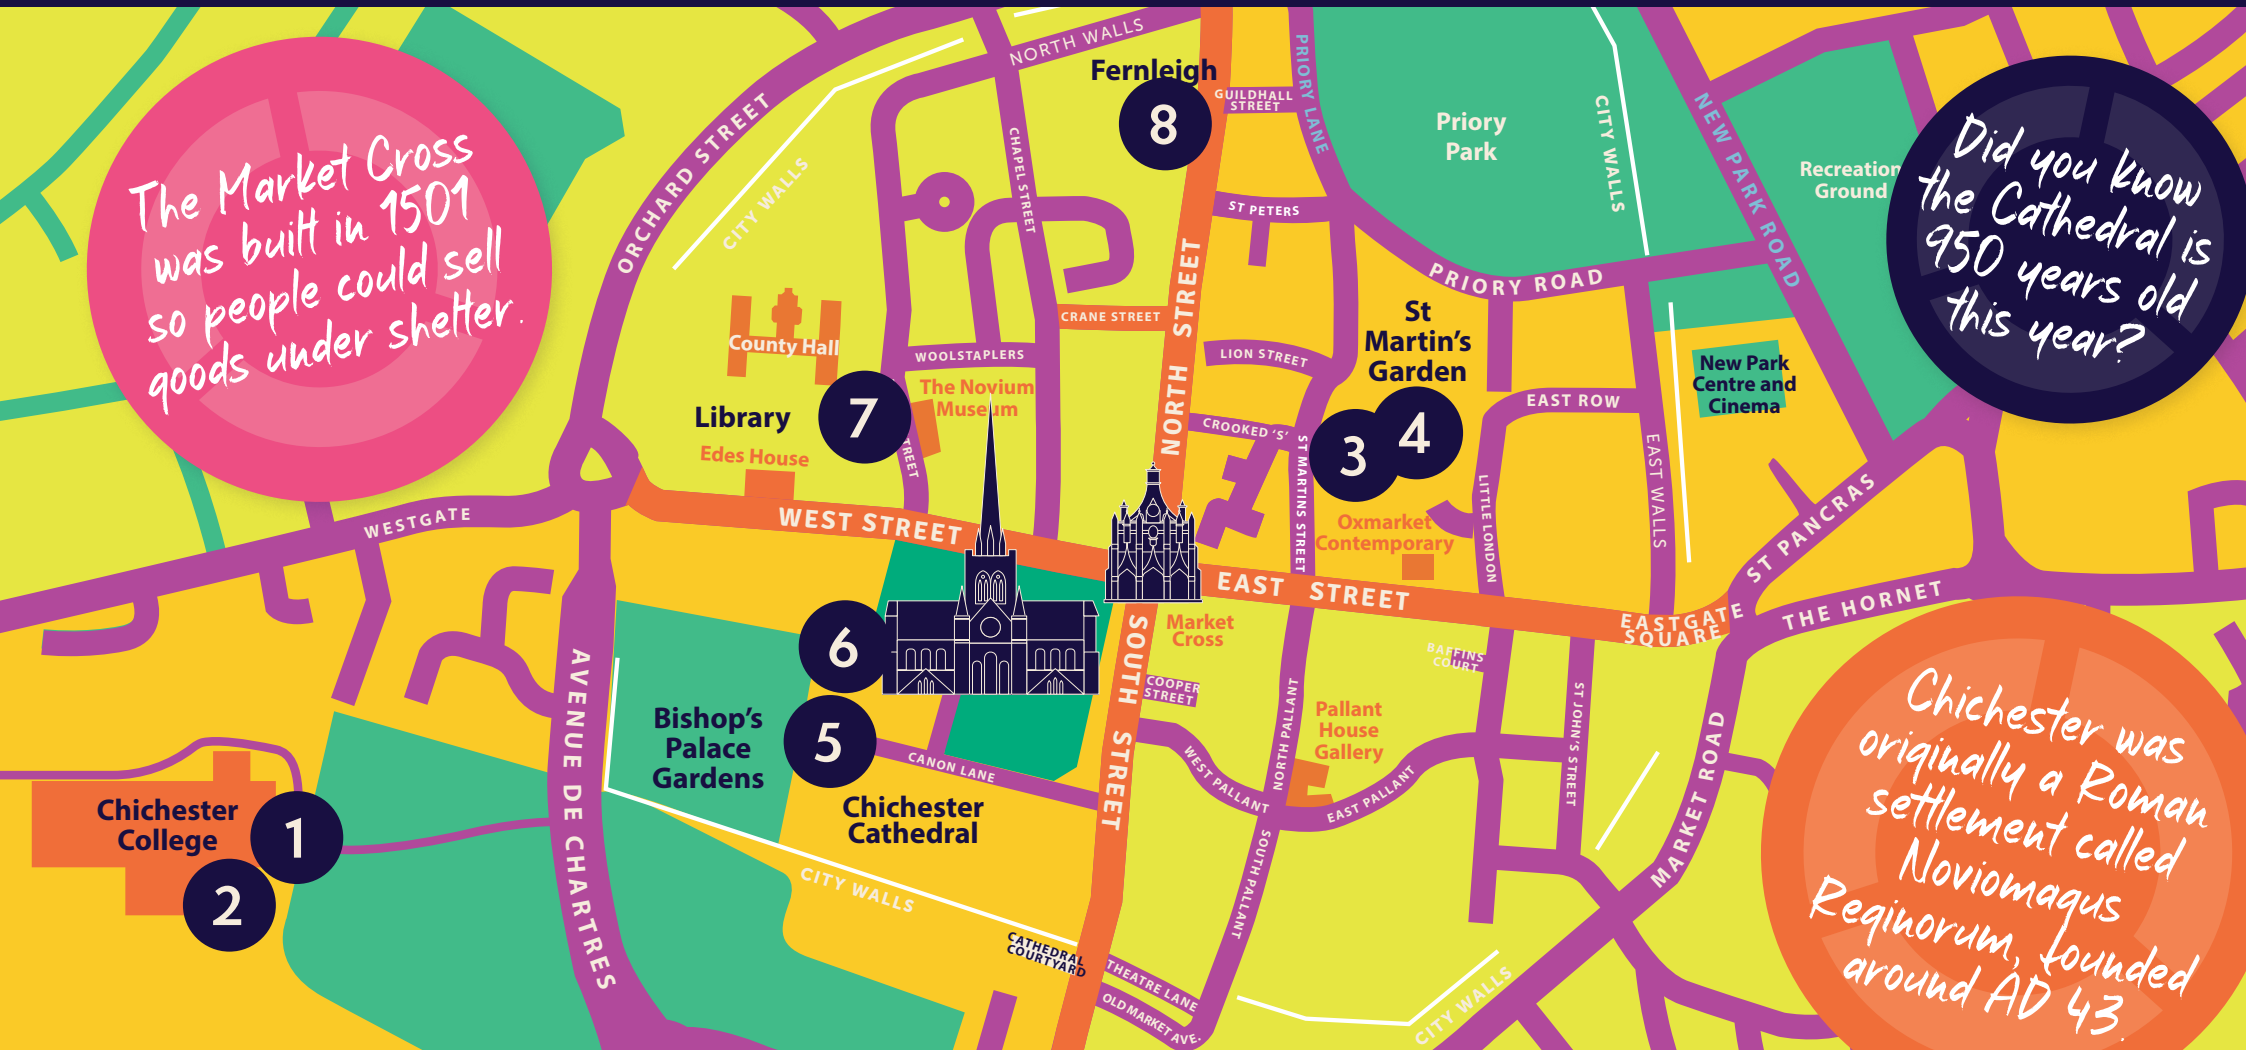 The Market Cross
was built in 1501
so people could sell
goods under shelter.
Did you know
the Cathedral is
950 years old
this year?
Chichester was
originally a Roman
settlement called
Noviomagus
Reginorum, founded
around AD 43.
NORTH WALLS
Fernleigh
8
GUILDHALL
STREET
PRIORY LANE
Priory
Park
CITY WALLS
NEW PARK ROAD
Recreation
Ground
ORCHARD STREET
CITY WALLS
CHAPEL STREET
ST PETERS
PRIORY ROAD
NORTH STREET
County Hall
CRANE STREET
WOOLSTAPLERS
LION STREET
St
Martin's
Garden
3
4
New Park
Centre and
Cinema
EAST ROW
EAST WALLS
The Novium
Museum
Library
7
TREET
Edes House
CROOKED 'S'
ST MARTINS STREET
LITTLE LONDON
Oxmarket
Contemporary
ST PANCRAS
WESTGATE
WEST STREET
EAST STREET
EASTGATE
SQUARE
THE HORNET
Market
Cross
6
SOUTH STREET
COOPER
STREET
BAFFINS
COURT
AVENUE DE CHARTRES
Bishop's
Palace
Gardens
5
CANON LANE
Chichester
Cathedral
WEST PALLANT
NORTH PALLANT
Pallant
House
Gallery
EAST PALLANT
ST JOHN'S STREET
MARKET ROAD
Chichester
College
1
2
CITY WALLS
SOUTH PALLANT
CATHEDRAL
COURTYARD
THEATRE LANE
OLD MARKET AVE.
CITY WALLS